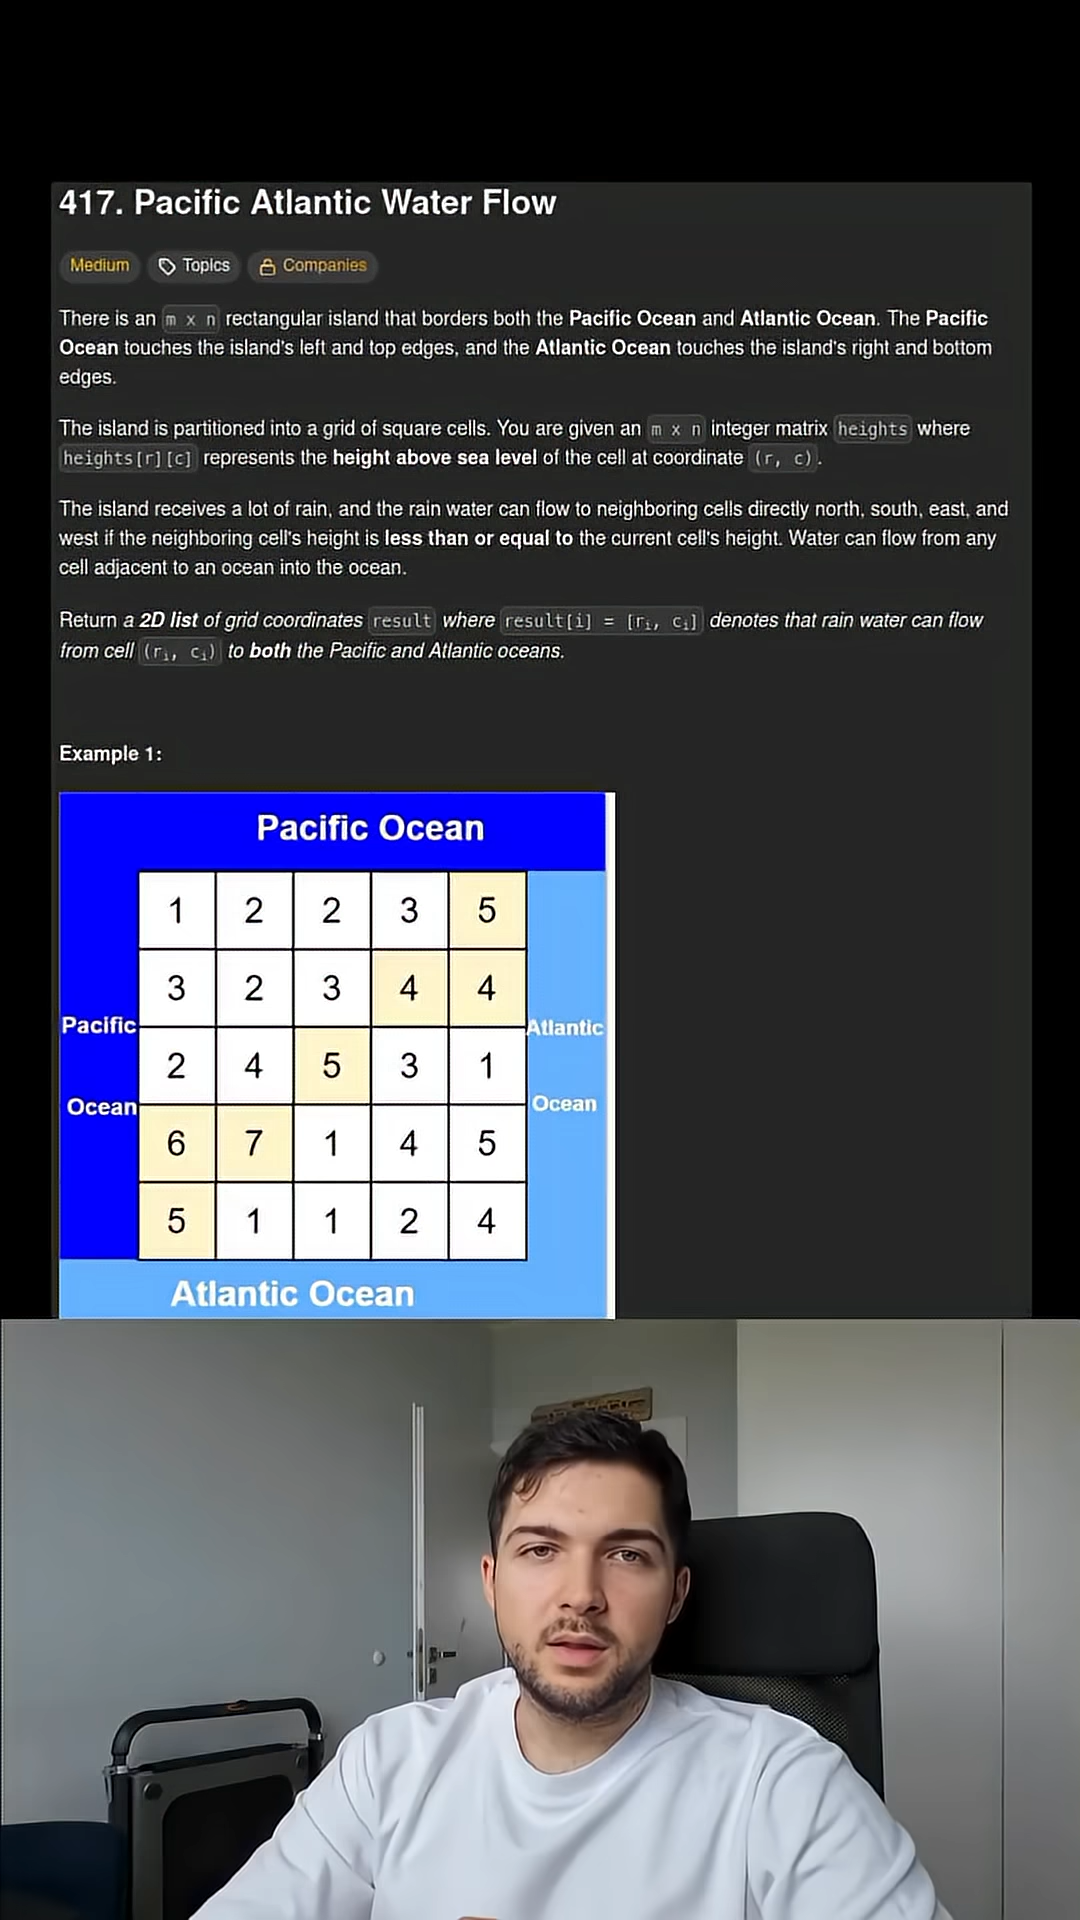 417. Pacific Atlantic Water Flow
Medium Topics Companies
There is an m x n rectangular island that borders both the Pacific Ocean and Atlantic Ocean. The Pacific
Ocean touches the island's left and top edges, and the Atlantic Ocean touches the island's right and bottom
edges.
The island is partitioned into a grid of square cells. You are given an m x n integer matrix heights where
heights[r][c] represents the height above sea level of the cell at coordinate (r, c).
The island receives a lot of rain, and the rain water can flow to neighboring cells directly north, south, east, and
west if the neighboring cell's height is less than or equal to the current cell's height. Water can flow from any
cell adjacent to an ocean into the ocean.
Return a 2D list of grid coordinates result where result[i] = [rᵢ, cᵢ] denotes that rain water can flow
from cell (rᵢ, cᵢ) to both the Pacific and Atlantic oceans.
Example 1:
Pacific Ocean
1 2 2 3 5
3 2 3 4 4
Pacific Atlantic
2 4 5 3 1
Ocean Ocean
6 7 1 4 5
5 1 1 2 4
Atlantic Ocean